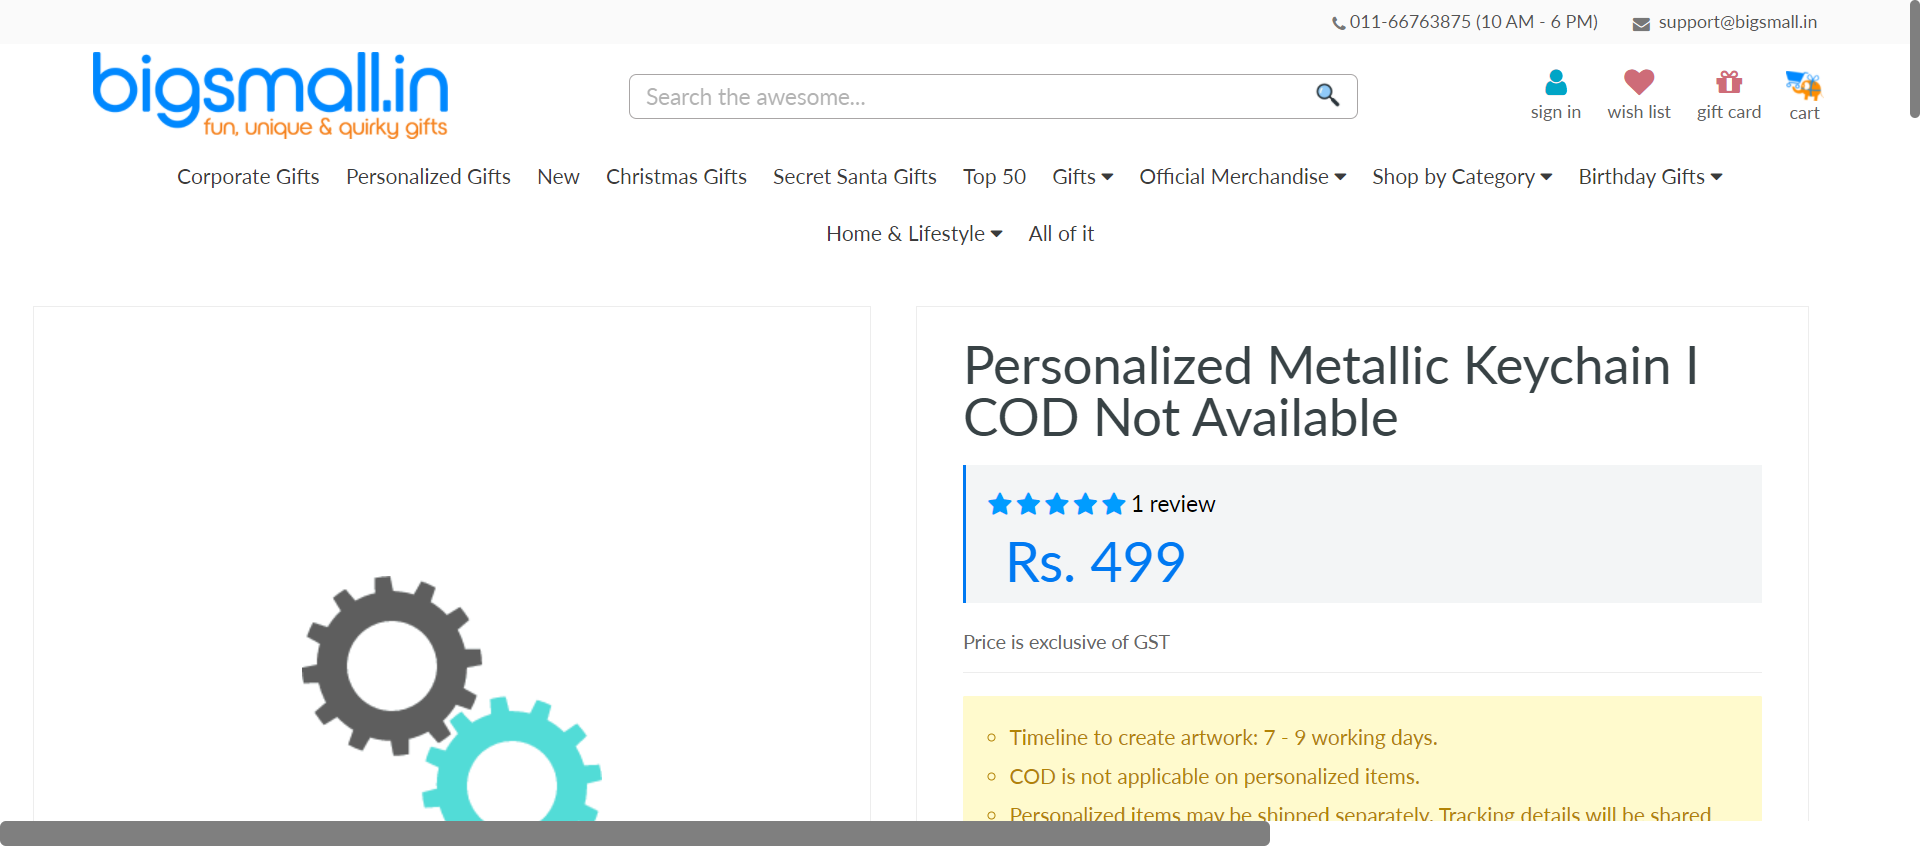 011-66763875 (10 AM - 6 PM) support@bigsmall.in
bigsmall.in
fun, unique & quirky gifts
Search the awesome...
sign in wish list gift card cart
Corporate Gifts Personalized Gifts New Christmas Gifts Secret Santa Gifts Top 50 Gifts Official Merchandise Shop by Category Birthday Gifts
Home & Lifestyle All of it
Personalized Metallic Keychain I
COD Not Available
1 review
Rs. 499
Price is exclusive of GST
Timeline to create artwork: 7 - 9 working days.
COD is not applicable on personalized items.
Personalized items may be shipped separately. Tracking details will be shared